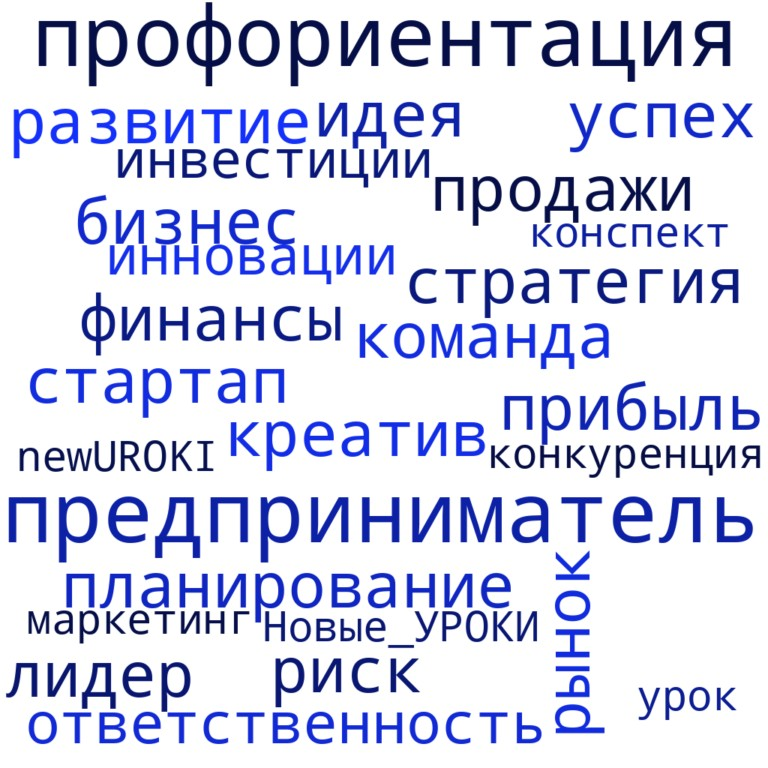 профориентация
развитие идея успех
инвестиции
продажи
бизнес
конспект
инновации
стратегия
финансы
команда
стартап
прибыль
креатив
newUROKI
конкуренция
предприниматель
рынок
планирование
маркетинг Новые_УРОКИ
лидер риск
урок
ответственность